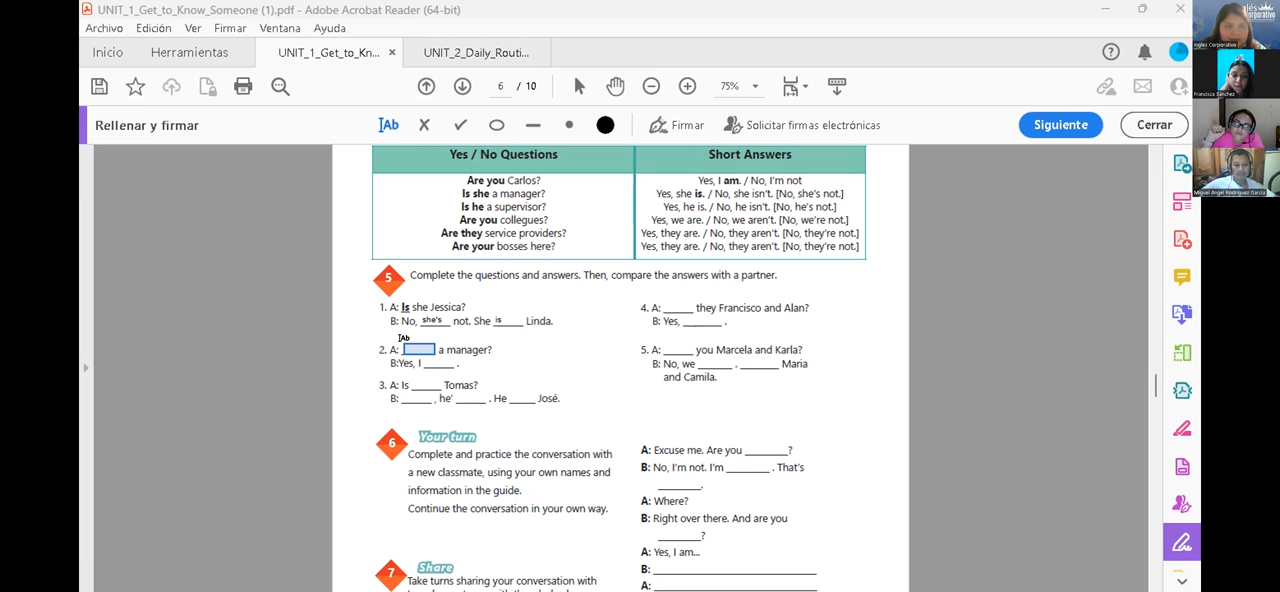 UNIT_1_Get_to_Know_Someone (1).pdf - Adobe Acrobat Reader (64-bit)
Archivo Edición Ver Firmar Ventana Ayuda
Inicio Herramientas UNIT_1_Get_to_Kn... × UNIT_2_Daily_Routi...
6 / 10 75%
Rellenar y firmar Ab Firmar Solicitar firmas electrónicas Siguiente Cerrar
Yes / No Questions Short Answers
Are you Carlos? Yes, I am. / No, I'm not
Is she a manager? Yes, she is. / No, she isn't. [No, she's not.]
Is he a supervisor? Yes, he is. / No, he isn't. [No, he's not.]
Are you collegues? Yes, we are. / No, we aren't. [No, we're not.]
Are they service providers? Yes, they are. / No, they aren't. [No, they're not.]
Are your bosses here? Yes, they are. / No, they aren't. [No, they're not.]
5 Complete the questions and answers. Then, compare the answers with a partner.
1. A: Is she Jessica?
B: No, she's not. She is Linda.
Ab
2. A: ______ a manager?
B:Yes, I ______ .
3. A: Is ______ Tomas?
B: ______ , he' ______ . He _____ José.
4. A: ______ they Francisco and Alan?
B: Yes, ________ .
5. A: ______ you Marcela and Karla?
B: No, we _______ . ________ Maria
and Camila.
6 Your turn
Complete and practice the conversation with
a new classmate, using your own names and
information in the guide.
Continue the conversation in your own way.
A: Excuse me. Are you ________?
B: No, I'm not. I'm ________ . That's
________.
A: Where?
B: Right over there. And are you
________?
A: Yes, I am...
B: ______________________________
A: ______________________________
7 Share
Take turns sharing your conversation with
Inglés Corporativo
Francisca Sanchez
Miguel Angel Rodriguez Garcia